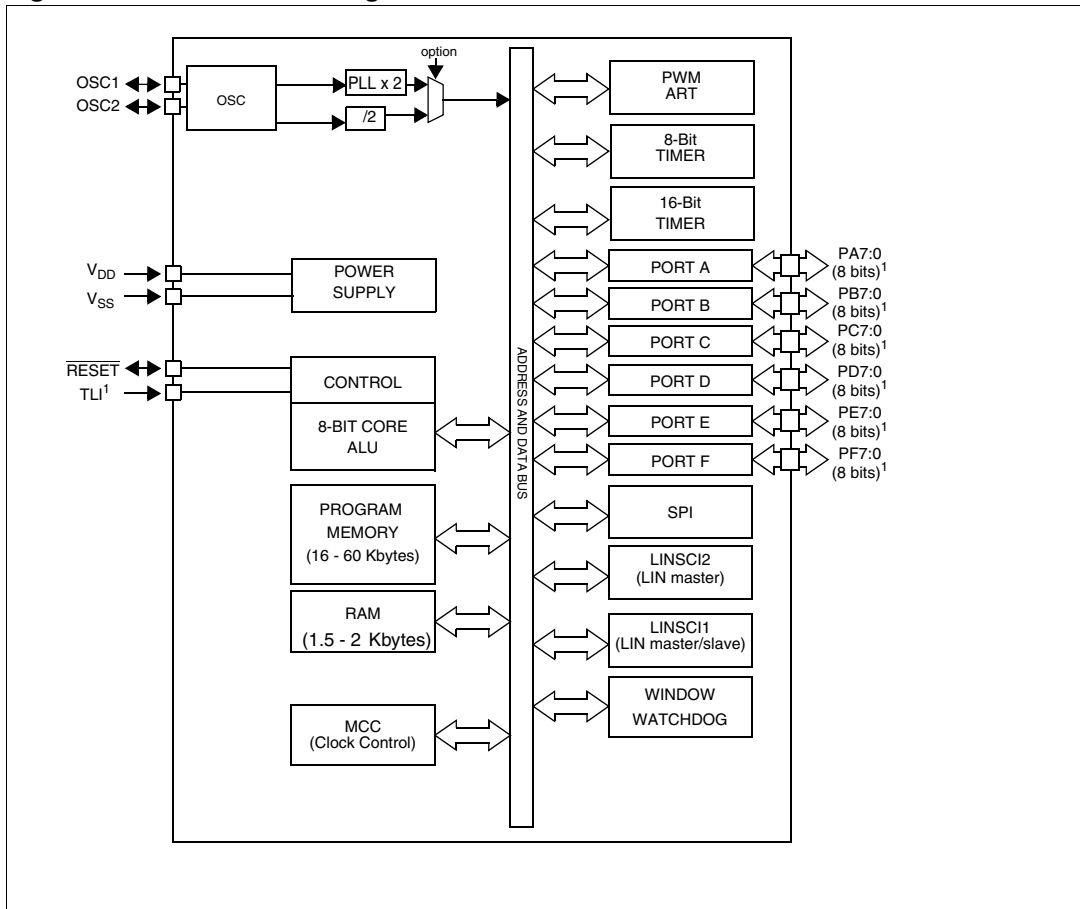 option
OSC1
OSC2
OSC
PLL x 2
/2
PWM
ART
8-Bit
TIMER
16-Bit
TIMER
VDD
VSS
POWER
SUPPLY
RESET
TLI1
CONTROL
8-BIT CORE
ALU
PROGRAM
MEMORY
(16 - 60 Kbytes)
RAM
(1.5 - 2 Kbytes)
MCC
(Clock Control)
ADDRESS AND DATA BUS
PORT A
PA7:0
(8 bits)1
PORT B
PB7:0
(8 bits)1
PORT C
PC7:0
(8 bits)1
PORT D
PD7:0
(8 bits)1
PORT E
PE7:0
(8 bits)1
PORT F
PF7:0
(8 bits)1
SPI
LINSCI2
(LIN master)
LINSCI1
(LIN master/slave)
WINDOW
WATCHDOG